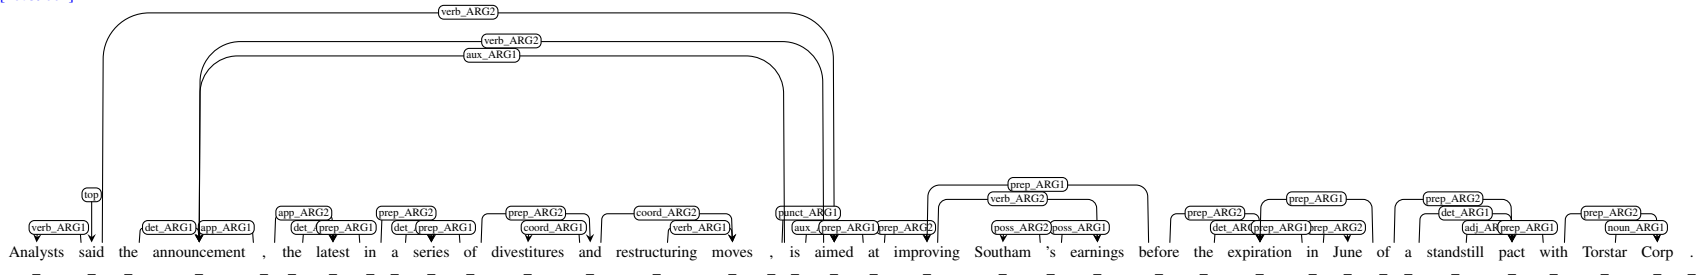 verb_ARG2
verb_ARG2
aux_ARG1
prep_ARG1
top verb_ARG2 prep_ARG1 prep_ARG2
app_ARG2 prep_ARG2 prep_ARG2 coord_ARG2 punct_ARG1 prep_ARG2 det_ARG1 prep_ARG2
verb_ARG1 det_ARG1 app_ARG1 prep_ARG1 prep_ARG1 coord_ARG1 verb_ARG1 prep_ARG1 prep_ARG2 poss_ARG2 poss_ARG1 prep_ARG1 prep_ARG2 prep_ARG1 noun_ARG1
Analysts said the announcement , the latest in a series of divestitures and restructuring moves , is aimed at improving Southam 's earnings before the expiration in June of a standstill pact with Torstar Corp .